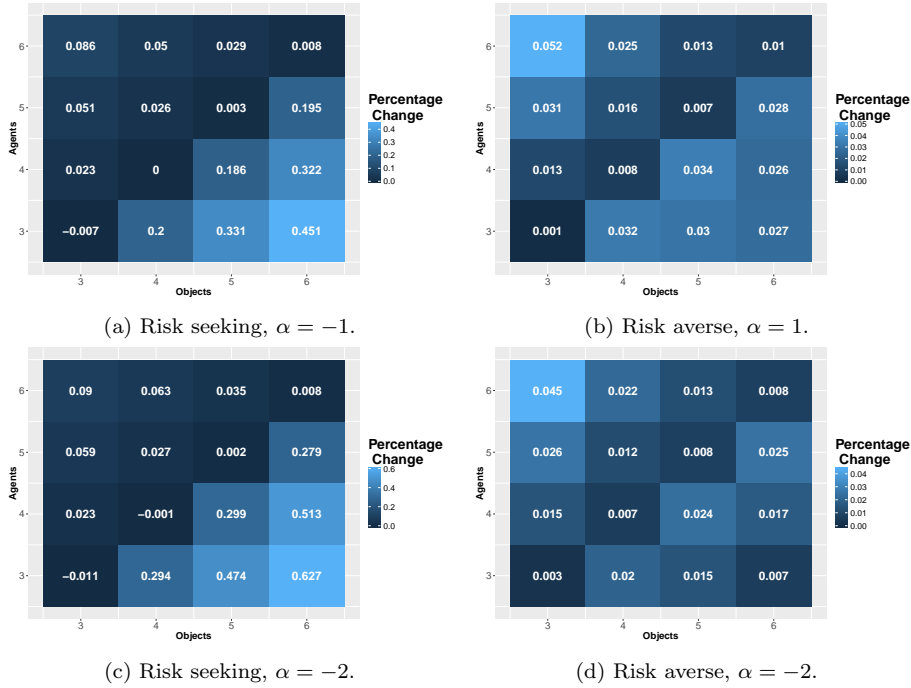 6 0.086 0.05 0.029 0.008
5 0.051 0.026 0.003 0.195
4 0.023 0 0.186 0.322
3 −0.007 0.2 0.331 0.451
3 4 5 6
Objects
Agents
Percentage
Change
0.4
0.3
0.2
0.1
0.0
(a) Risk seeking, α = −1.
6 0.052 0.025 0.013 0.01
5 0.031 0.016 0.007 0.028
4 0.013 0.008 0.034 0.026
3 0.001 0.032 0.03 0.027
3 4 5 6
Objects
Agents
Percentage
Change
0.05
0.04
0.03
0.02
0.01
0.00
(b) Risk averse, α = 1.
6 0.09 0.063 0.035 0.008
5 0.059 0.027 0.002 0.279
4 0.023 −0.001 0.299 0.513
3 −0.011 0.294 0.474 0.627
3 4 5 6
Objects
Agents
Percentage
Change
0.6
0.4
0.2
0.0
(c) Risk seeking, α = −2.
6 0.045 0.022 0.013 0.008
5 0.026 0.012 0.008 0.025
4 0.015 0.007 0.024 0.017
3 0.003 0.02 0.015 0.007
3 4 5 6
Objects
Agents
Percentage
Change
0.04
0.03
0.02
0.01
0.00
(d) Risk averse, α = −2.